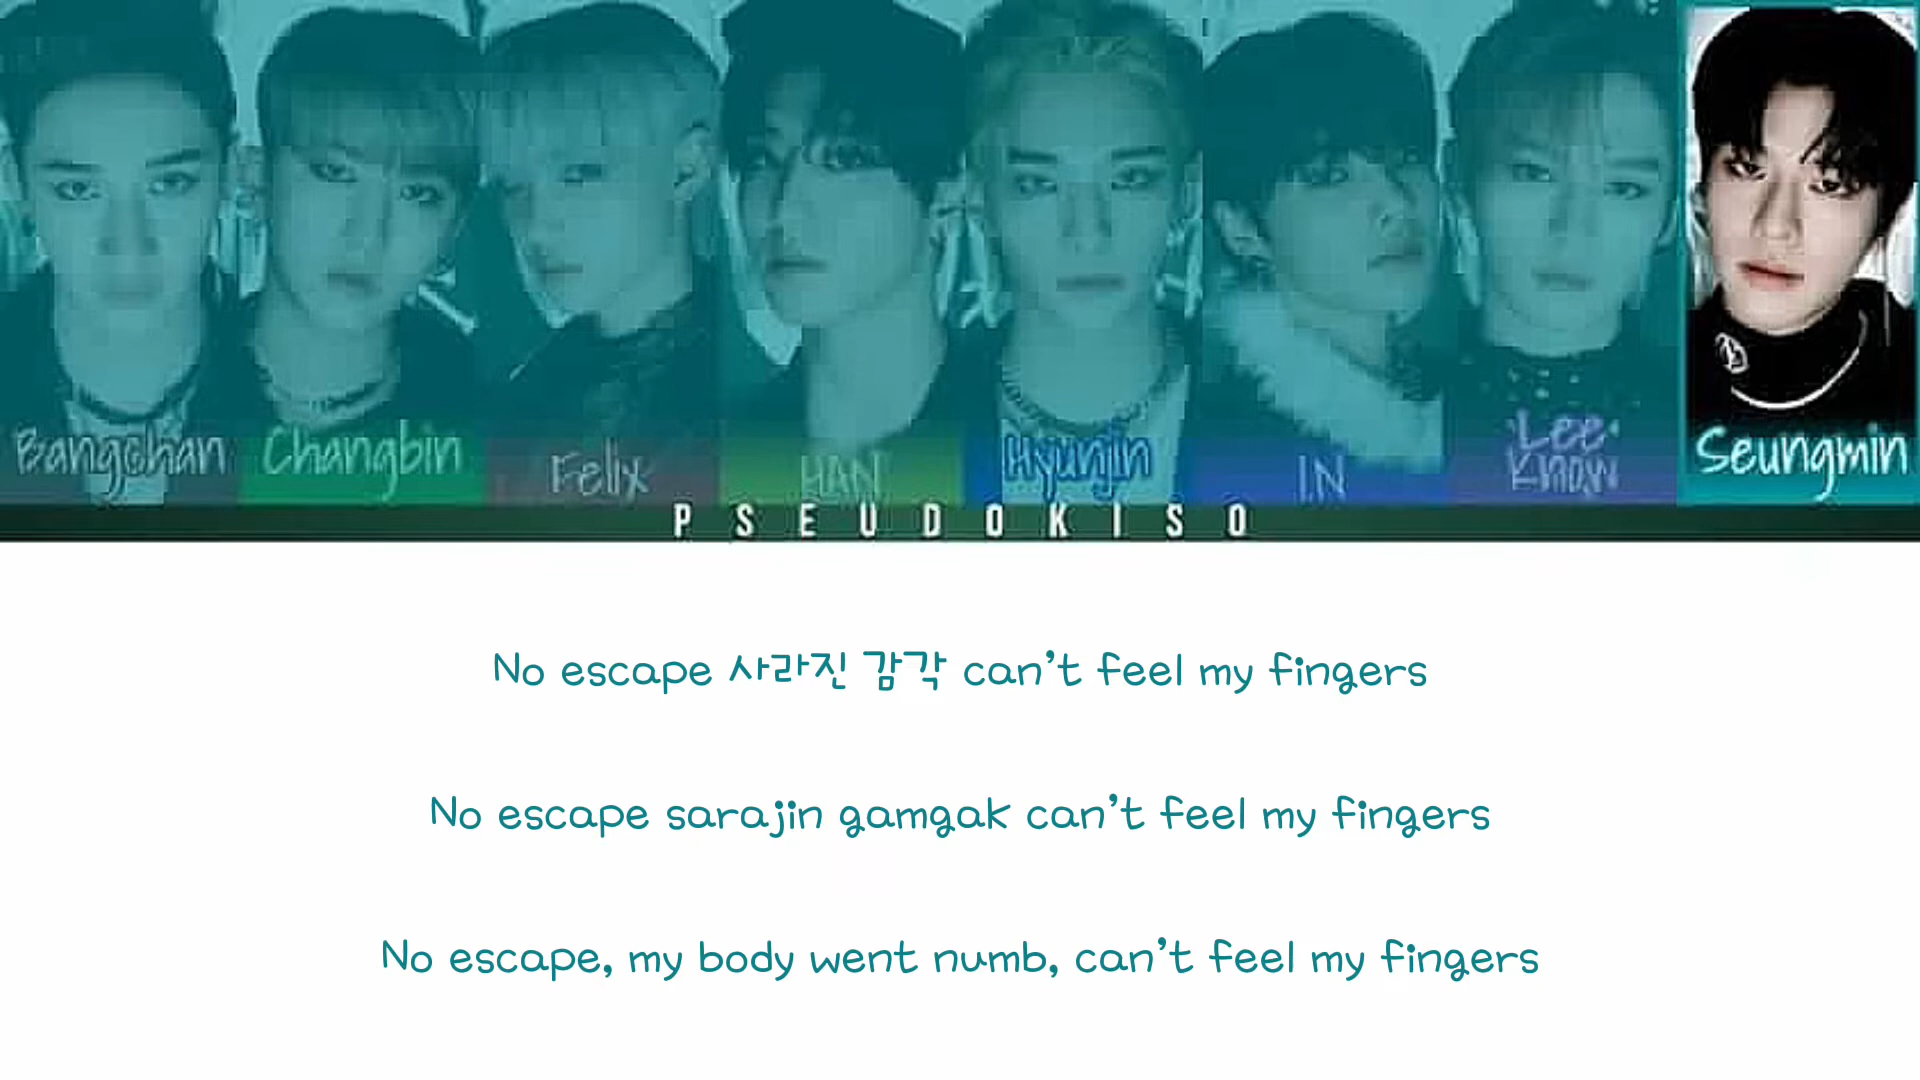 Bangchan
Changbin
Felix
HAN
Hyunjin
I.N
Lee
Know
Seungmin
PSEUDOKISO
No escape 사라진 감각 can't feel my fingers
No escape sarajin gamgak can't feel my fingers
No escape, my body went numb, can't feel my fingers